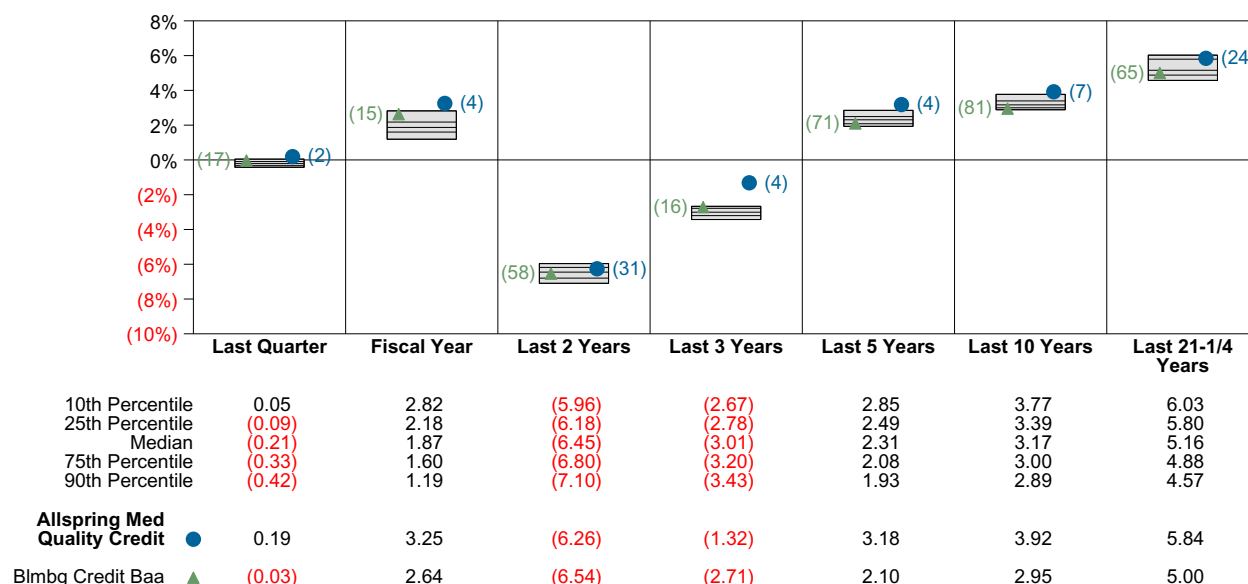 8%
6%
4%
2%
0%
(2%)
(4%)
(6%)
(8%)
(10%)
(17) (2)
(15) (4)
(58) (31)
(16) (4)
(71) (4)
(81) (7)
(65) (24
Last Quarter Fiscal Year Last 2 Years Last 3 Years Last 5 Years Last 10 Years Last 21-1/4
Years
10th Percentile 0.05 2.82 (5.96) (2.67) 2.85 3.77 6.03
25th Percentile (0.09) 2.18 (6.18) (2.78) 2.49 3.39 5.80
Median (0.21) 1.87 (6.45) (3.01) 2.31 3.17 5.16
75th Percentile (0.33) 1.60 (6.80) (3.20) 2.08 3.00 4.88
90th Percentile (0.42) 1.19 (7.10) (3.43) 1.93 2.89 4.57
Allspring Med
Quality Credit 0.19 3.25 (6.26) (1.32) 3.18 3.92 5.84
Blmbg Credit Baa (0.03) 2.64 (6.54) (2.71) 2.10 2.95 5.00